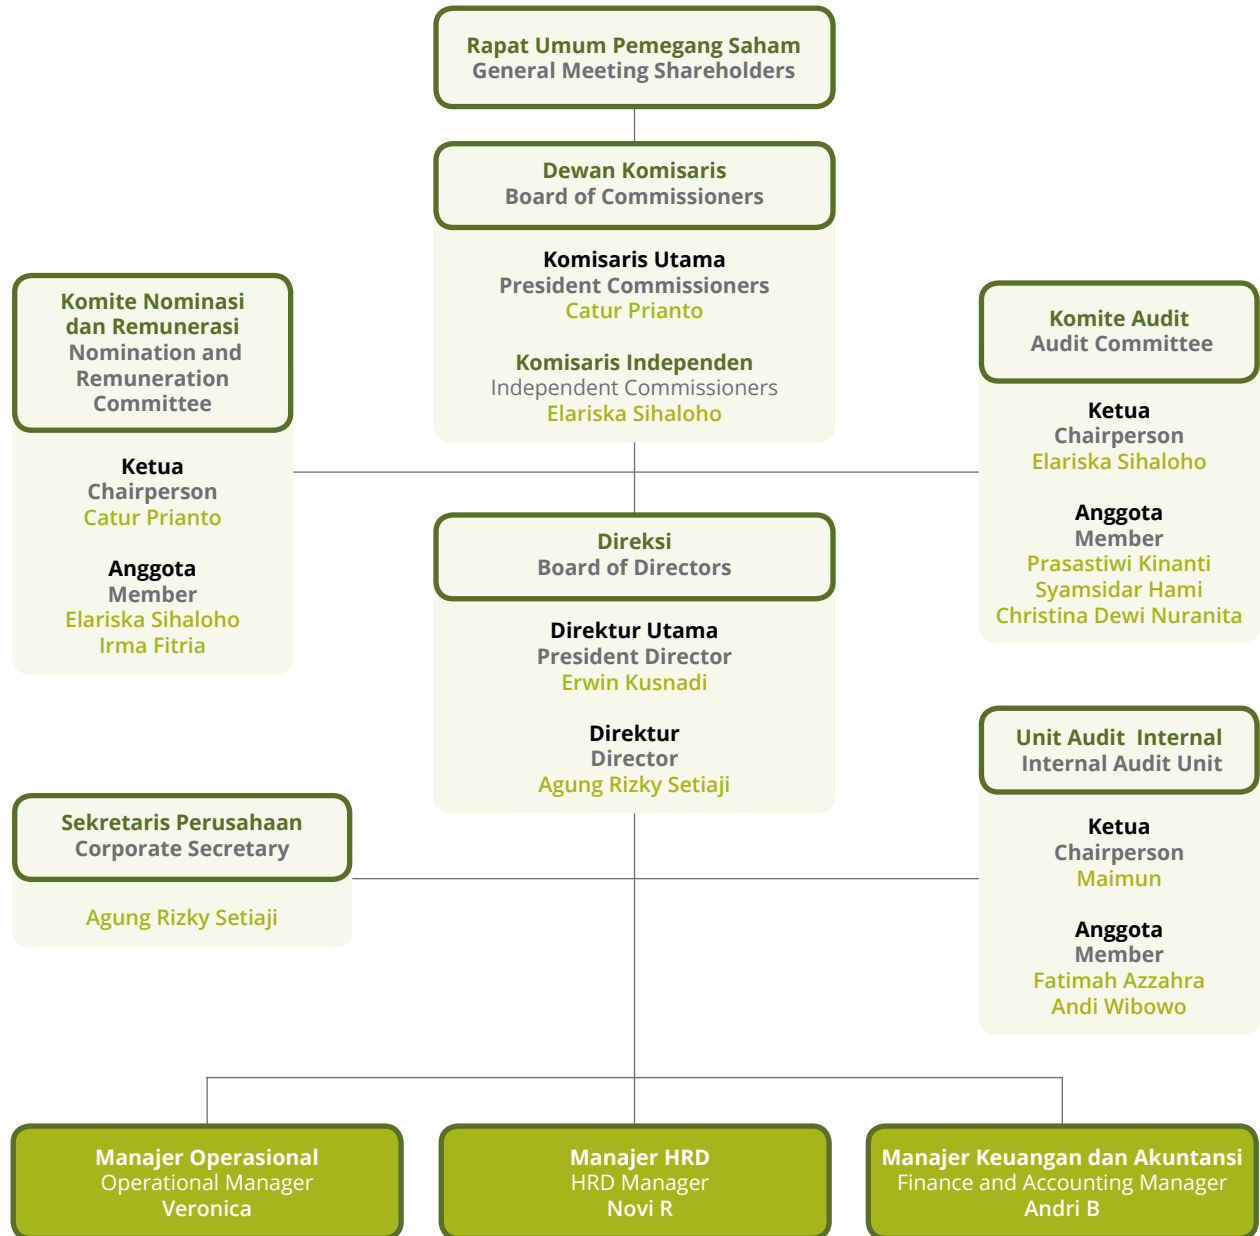 Rapat Umum Pemegang Saham
General Meeting Shareholders
Dewan Komisaris
Board of Commissioners
Komisaris Utama
President Commissioners
Catur Prianto
Komisaris Independen
Independent Commissioners
Elariska Sihaloho
Komite Nominasi
dan Remunerasi
Nomination and
Remuneration
Committee
Ketua
Chairperson
Catur Prianto
Anggota
Member
Elariska Sihaloho
Irma Fitria
Komite Audit
Audit Committee
Ketua
Chairperson
Elariska Sihaloho
Anggota
Member
Prasastiwi Kinanti
Syamsidar Hami
Christina Dewi Nuranita
Direksi
Board of Directors
Direktur Utama
President Director
Erwin Kusnadi
Direktur
Director
Agung Rizky Setiaji
Sekretaris Perusahaan
Corporate Secretary
Agung Rizky Setiaji
Unit Audit Internal
Internal Audit Unit
Ketua
Chairperson
Maimun
Anggota
Member
Fatimah Azzahra
Andi Wibowo
Manajer Operasional
Operational Manager
Veronica
Manajer HRD
HRD Manager
Novi R
Manajer Keuangan dan Akuntansi
Finance and Accounting Manager
Andri B